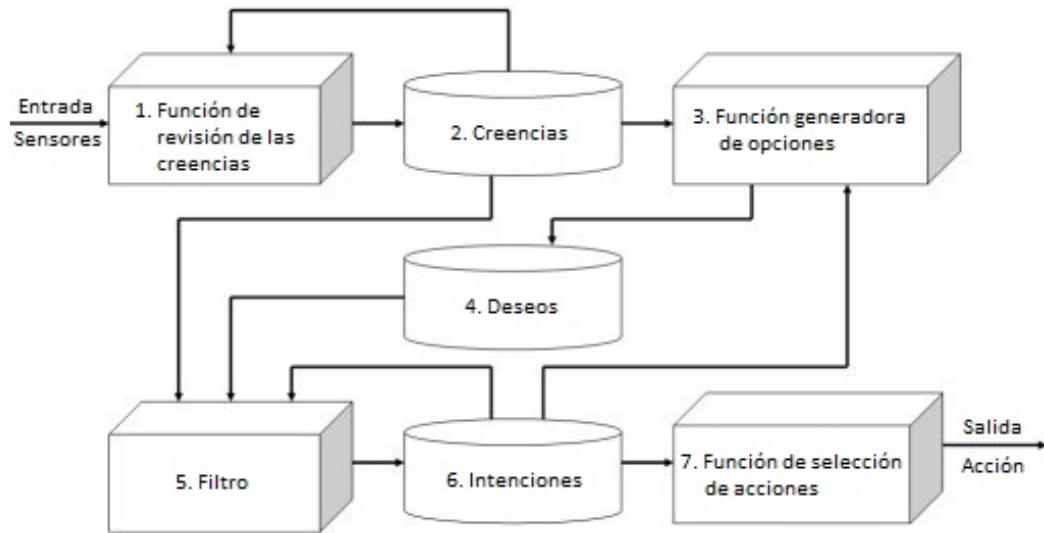 Entrada
Sensores
1. Función de
revisión de las
creencias
2. Creencias
3. Función generadora
de opciones
4. Deseos
5. Filtro
6. Intenciones
7. Función de selección
de acciones
Salida
Acción